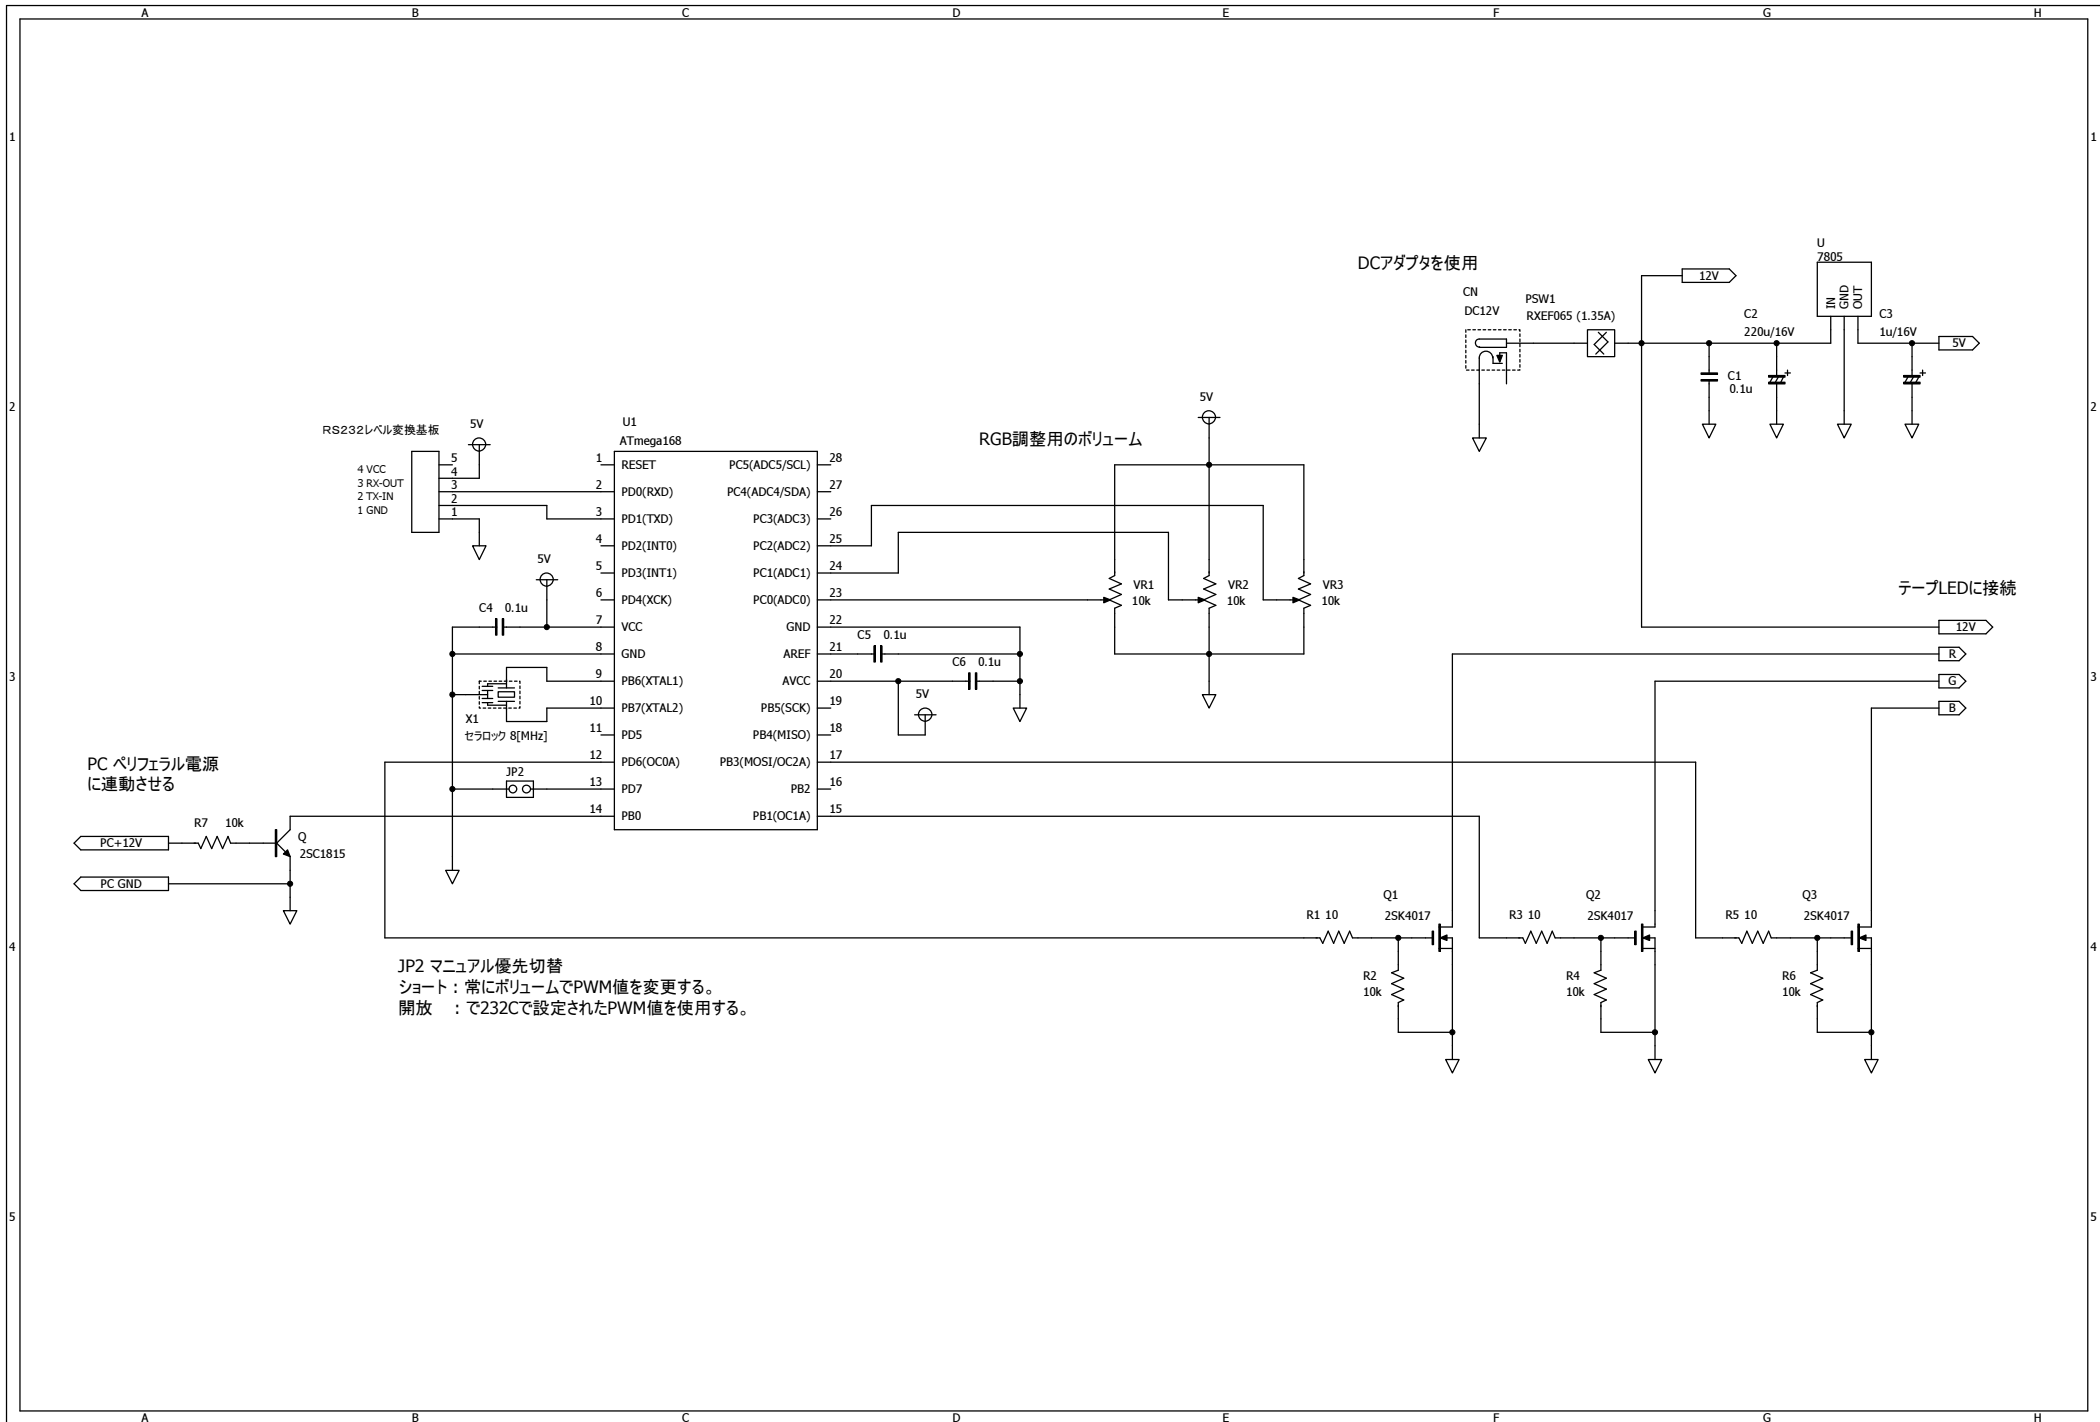 A B C D E F G H
1 1
DCアダプタを使用
CN
DC12V
PSW1
RXEF065 (1.35A)
12V
U
7805
IN
GND
OUT
C2
220u/16V
C3
1u/16V
5V
C1
0.1u
2 2
RS232レベル変換基板
5V
4 VCC
3 RX-OUT
2 TX-IN
1 GND
5
4
3
2
1
U1
ATmega168
1 RESET PC5(ADC5/SCL) 28
2 PD0(RXD) PC4(ADC4/SDA) 27
3 PD1(TXD) PC3(ADC3) 26
4 PD2(INT0) PC2(ADC2) 25
5 PD3(INT1) PC1(ADC1) 24
6 PD4(XCK) PC0(ADC0) 23
7 VCC GND 22
8 GND AREF 21
9 PB6(XTAL1) AVCC 20
10 PB7(XTAL2) PB5(SCK) 19
11 PD5 PB4(MISO) 18
12 PD6(OC0A) PB3(MOSI/OC2A) 17
13 PD7 PB2 16
14 PB0 PB1(OC1A) 15
5V
C4 0.1u
X1
セラロック 8[MHz]
JP2
RGB調整用のボリューム
5V
VR1
10k
VR2
10k
VR3
10k
C5 0.1u
C6 0.1u
5V
テープLEDに接続
12V
R
G
B
3 3
PC ペリフェラル電源
に連動させる
R7 10k
PC+12V
Q
2SC1815
PC GND
4 4
JP2 マニュアル優先切替
ショート : 常にボリュームでPWM値を変更する。
開放 : で232Cで設定されたPWM値を使用する。
R1 10
Q1
2SK4017
R2
10k
R3 10
Q2
2SK4017
R4
10k
R5 10
Q3
2SK4017
R6
10k
5 5
A B C D E F G H